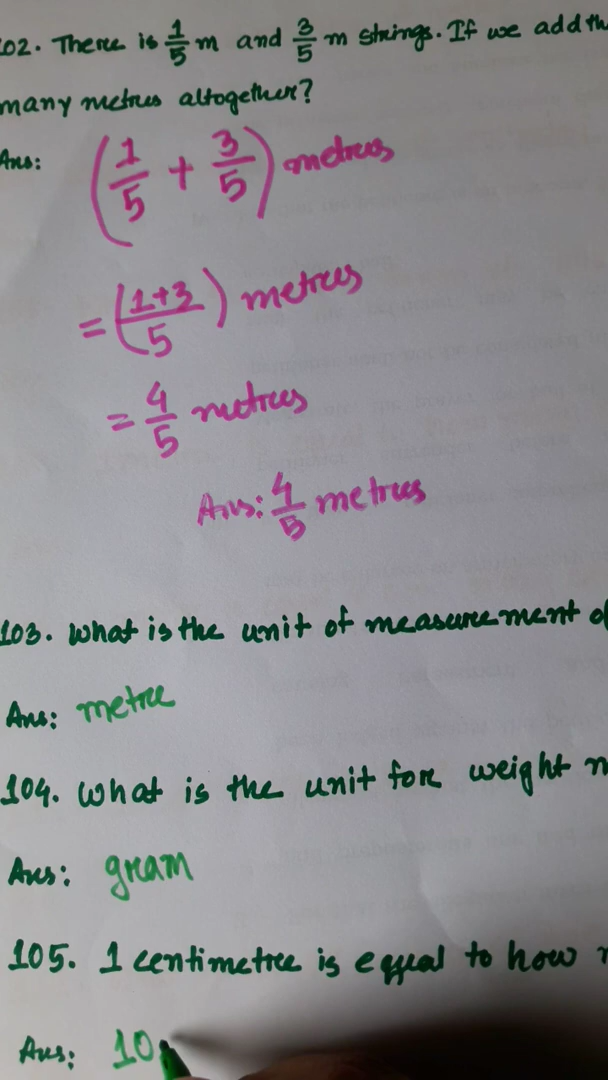 102. There is 1/5 m and 3/5 m strings. If we add
many metres altogether?
Ans: (1/5 + 3/5) metres
= (1+3/5) metres
= 4/5 metres
Ans: 4/5 metres
103. What is the unit of measurement of
Ans: metre
104. What is the unit for weight
Ans: gram
105. 1 centimetre is equal to how
Ans: 10